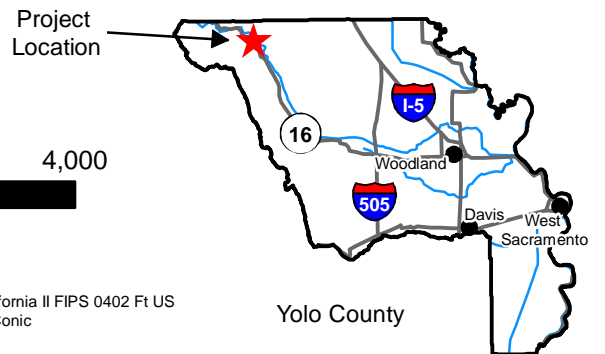 Project
Location
I-5
16
4,000
Woodland
505
Davis
West
Sacramento
fornia II FIPS 0402 Ft US
Conic
Yolo County